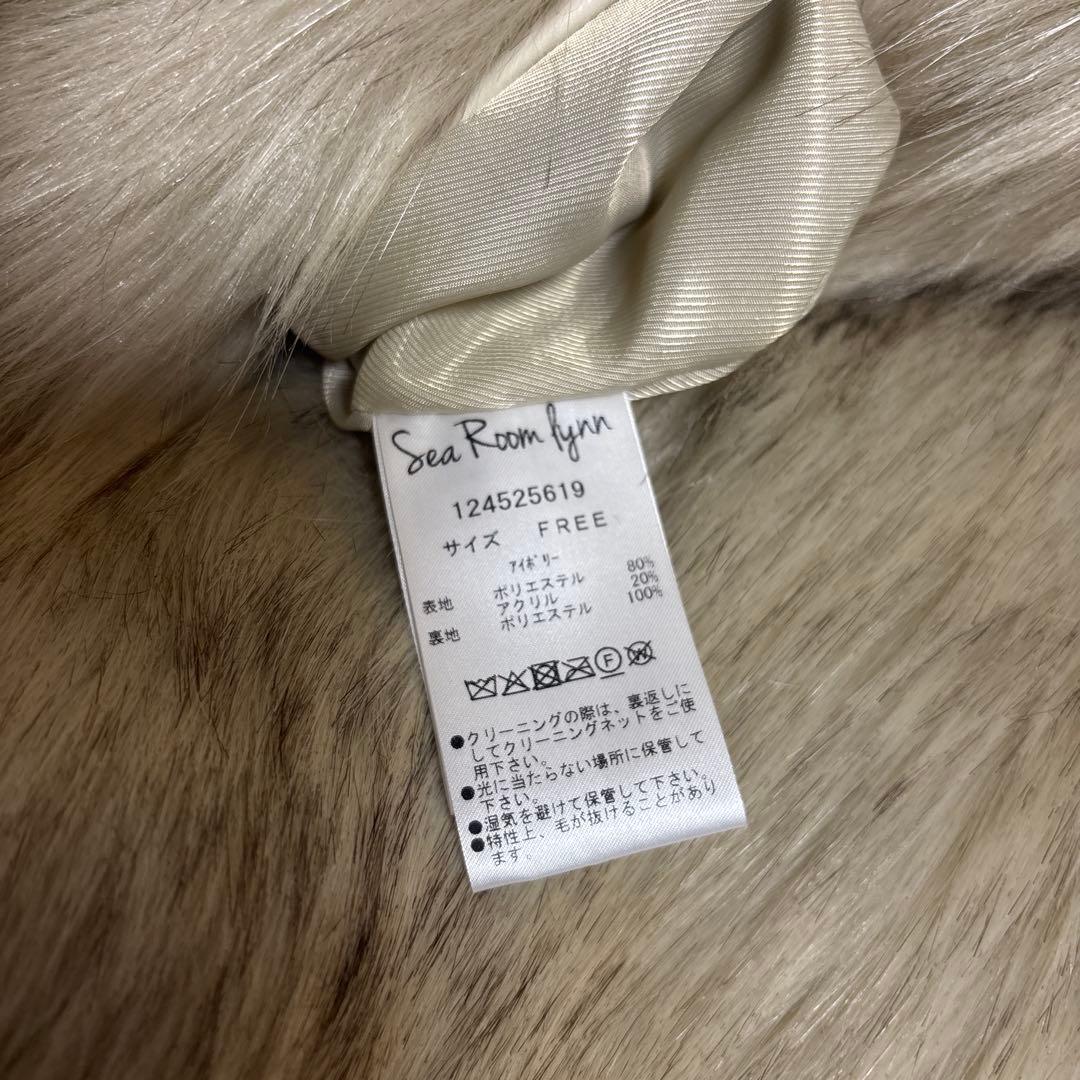 Sea Room lynn
124525619
サイズ FREE
ｱｲﾎﾞﾘｰ
表地 ポリエステル 80%
アクリル 20%
裏地 ポリエステル 100%
F W
●クリーニングの際は、裏返しに
してクリーニングネットをご使
用下さい。
●光に当たらない場所に保管して
下さい。
●湿気を避けて保管して下さい。
●特性上、毛が抜けることがあり
ます。